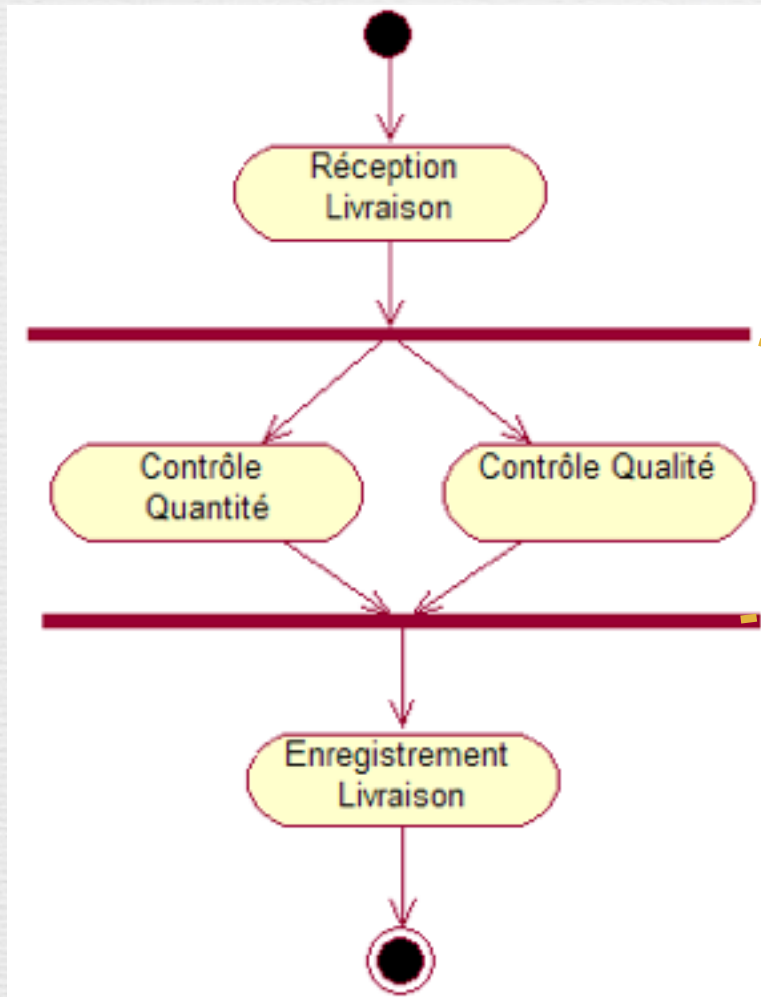 Réception
Livraison
Contrôle
Quantité
Contrôle Qualité
Enregistrement
Livraison